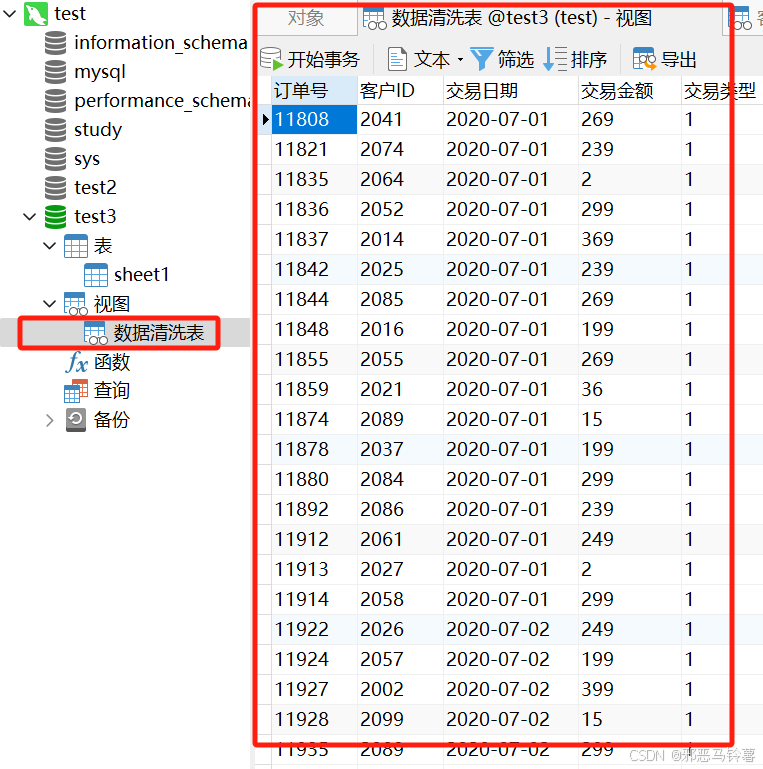 test
information_schema
mysql
performance_schema
study
sys
test2
test3
表
sheet1
视图
数据清洗表
fx 函数
查询
备份
对象 数据清洗表 @test3 (test) - 视图
开始事务 文本 筛选 排序 导出
订单号 客户ID 交易日期 交易金额 交易类型
11808 2041 2020-07-01 269 1
11821 2074 2020-07-01 239 1
11835 2064 2020-07-01 2 1
11836 2052 2020-07-01 299 1
11837 2014 2020-07-01 369 1
11842 2025 2020-07-01 239 1
11844 2085 2020-07-01 269 1
11848 2016 2020-07-01 199 1
11855 2055 2020-07-01 269 1
11859 2021 2020-07-01 36 1
11874 2089 2020-07-01 15 1
11878 2037 2020-07-01 199 1
11880 2084 2020-07-01 299 1
11892 2086 2020-07-01 239 1
11912 2061 2020-07-01 249 1
11913 2027 2020-07-01 2 1
11914 2058 2020-07-01 299 1
11922 2026 2020-07-02 249 1
11924 2057 2020-07-02 199 1
11927 2002 2020-07-02 399 1
11928 2099 2020-07-02 15 1
11935 2089 2020-07-02 299 1
CSDN @邪恶马铃薯